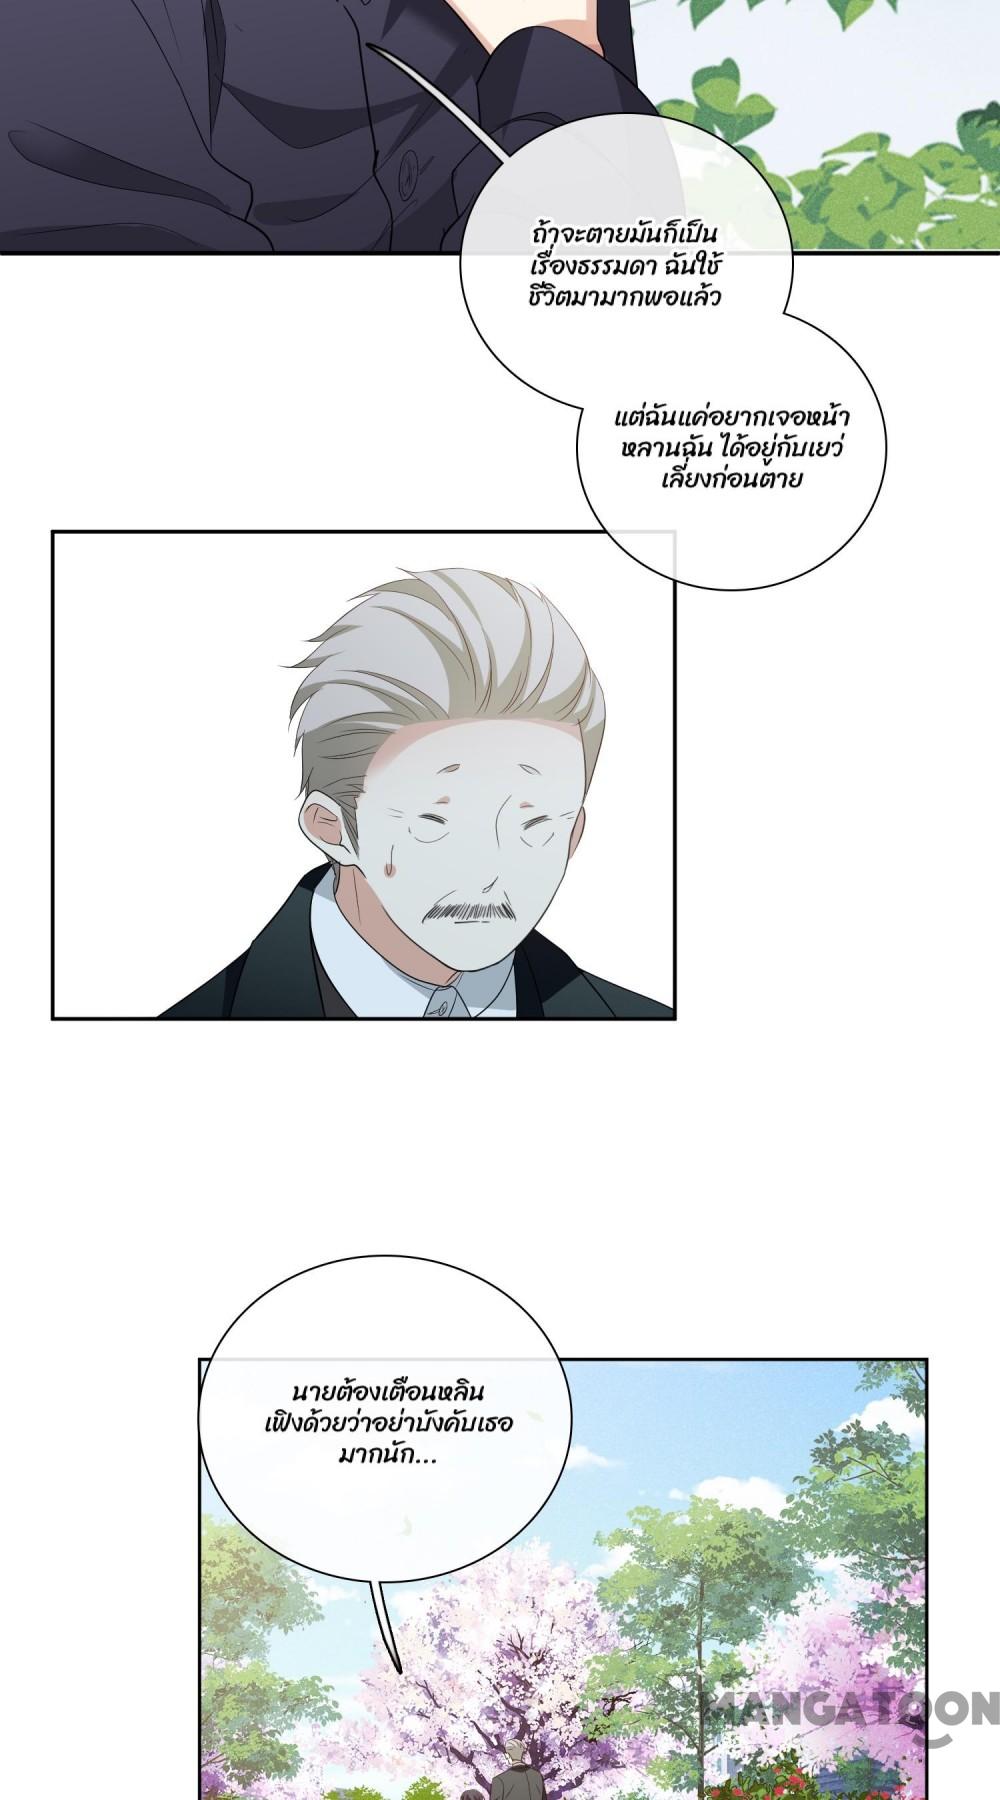 ถ้าจะตายมันก็เป็น
เรื่องธรรมดา ฉันใช้
ชีวิตมามากพอแล้ว
แต่ฉันแค่อยากเจอหน้า
หลานฉัน ได้อยู่กับเยว่
เลี่ยงก่อนตาย
นายต้องเตือนหลิน
เฟิงด้วยว่าอย่าบังคับเธอ
มากนัก...
MANGATOON